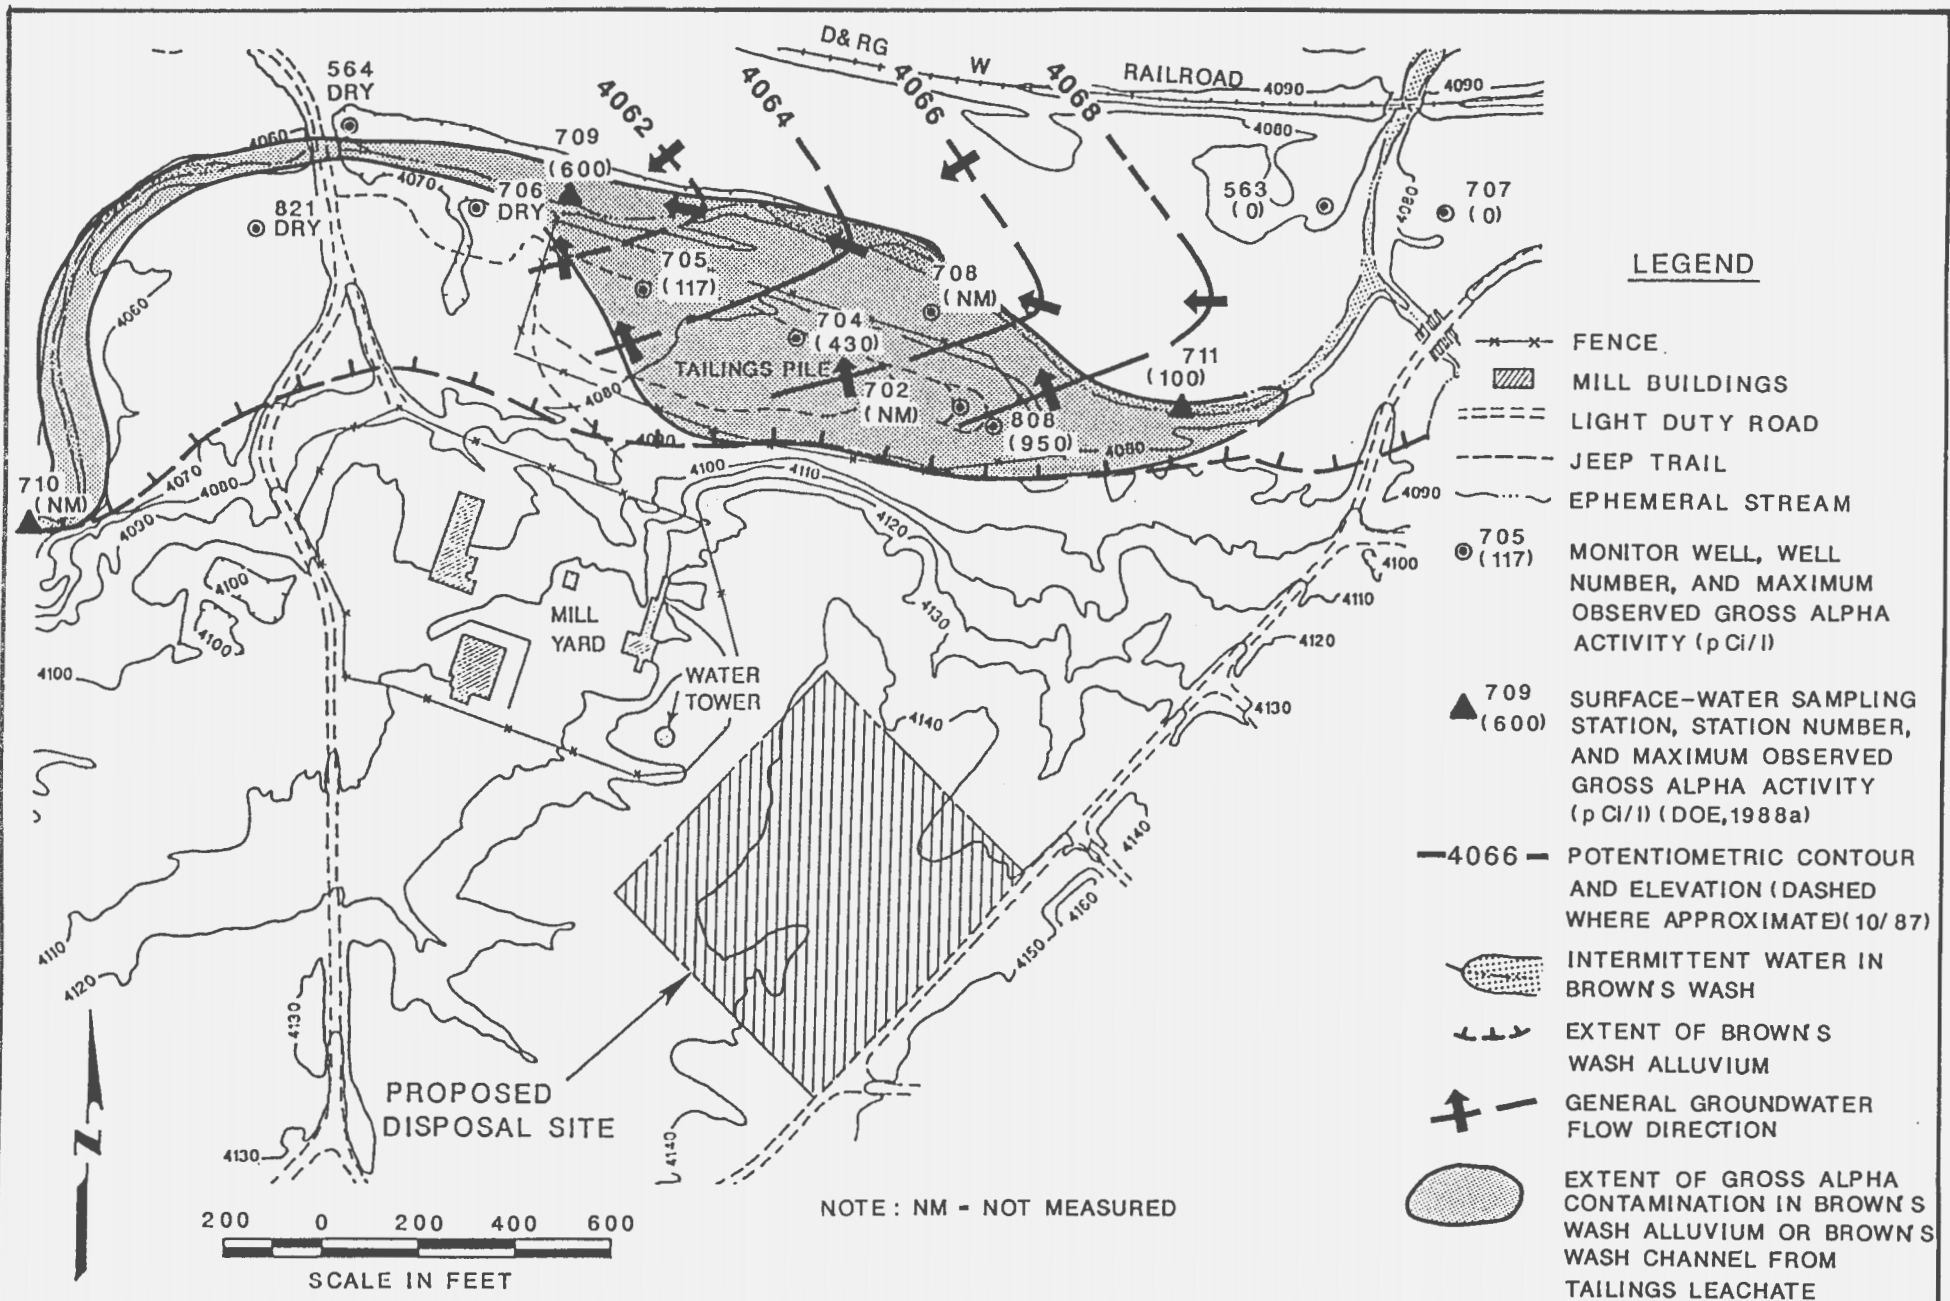 D & RG
W
RAILROAD
4090
4090
564
DRY
4062
4064
4066
4068
4060
709
(600)
4080
4070
706
DRY
563
(0)
4080
707
(0)
821
DRY
705
(117)
708
(NM)
4060
704
(430)
TAILINGS PILE
711
(100)
702
(NM)
4080
808
(950)
4080
4090
4070
4080
4090
4100
4110
4120
4090
710
(NM)
4100
4100
4100
MILL
YARD
WATER
TOWER
4130
4140
4100
4110
4120
4130
4110
4120
4130
4130
4140
4140
4150
4160
PROPOSED
DISPOSAL SITE
N
200 0 200 400 600
SCALE IN FEET
NOTE : NM - NOT MEASURED
LEGEND
FENCE
MILL BUILDINGS
LIGHT DUTY ROAD
JEEP TRAIL
EPHEMERAL STREAM
705
(117)
MONITOR WELL, WELL
NUMBER, AND MAXIMUM
OBSERVED GROSS ALPHA
ACTIVITY (pCi/l)
709
(600)
SURFACE-WATER SAMPLING
STATION, STATION NUMBER,
AND MAXIMUM OBSERVED
GROSS ALPHA ACTIVITY
(pCi/l) (DOE,1988a)
4066
POTENTIOMETRIC CONTOUR
AND ELEVATION (DASHED
WHERE APPROXIMATE)(10/87)
INTERMITTENT WATER IN
BROWN'S WASH
EXTENT OF BROWN'S
WASH ALLUVIUM
GENERAL GROUNDWATER
FLOW DIRECTION
EXTENT OF GROSS ALPHA
CONTAMINATION IN BROWN'S
WASH ALLUVIUM OR BROWN'S
WASH CHANNEL FROM
TAILINGS LEACHATE